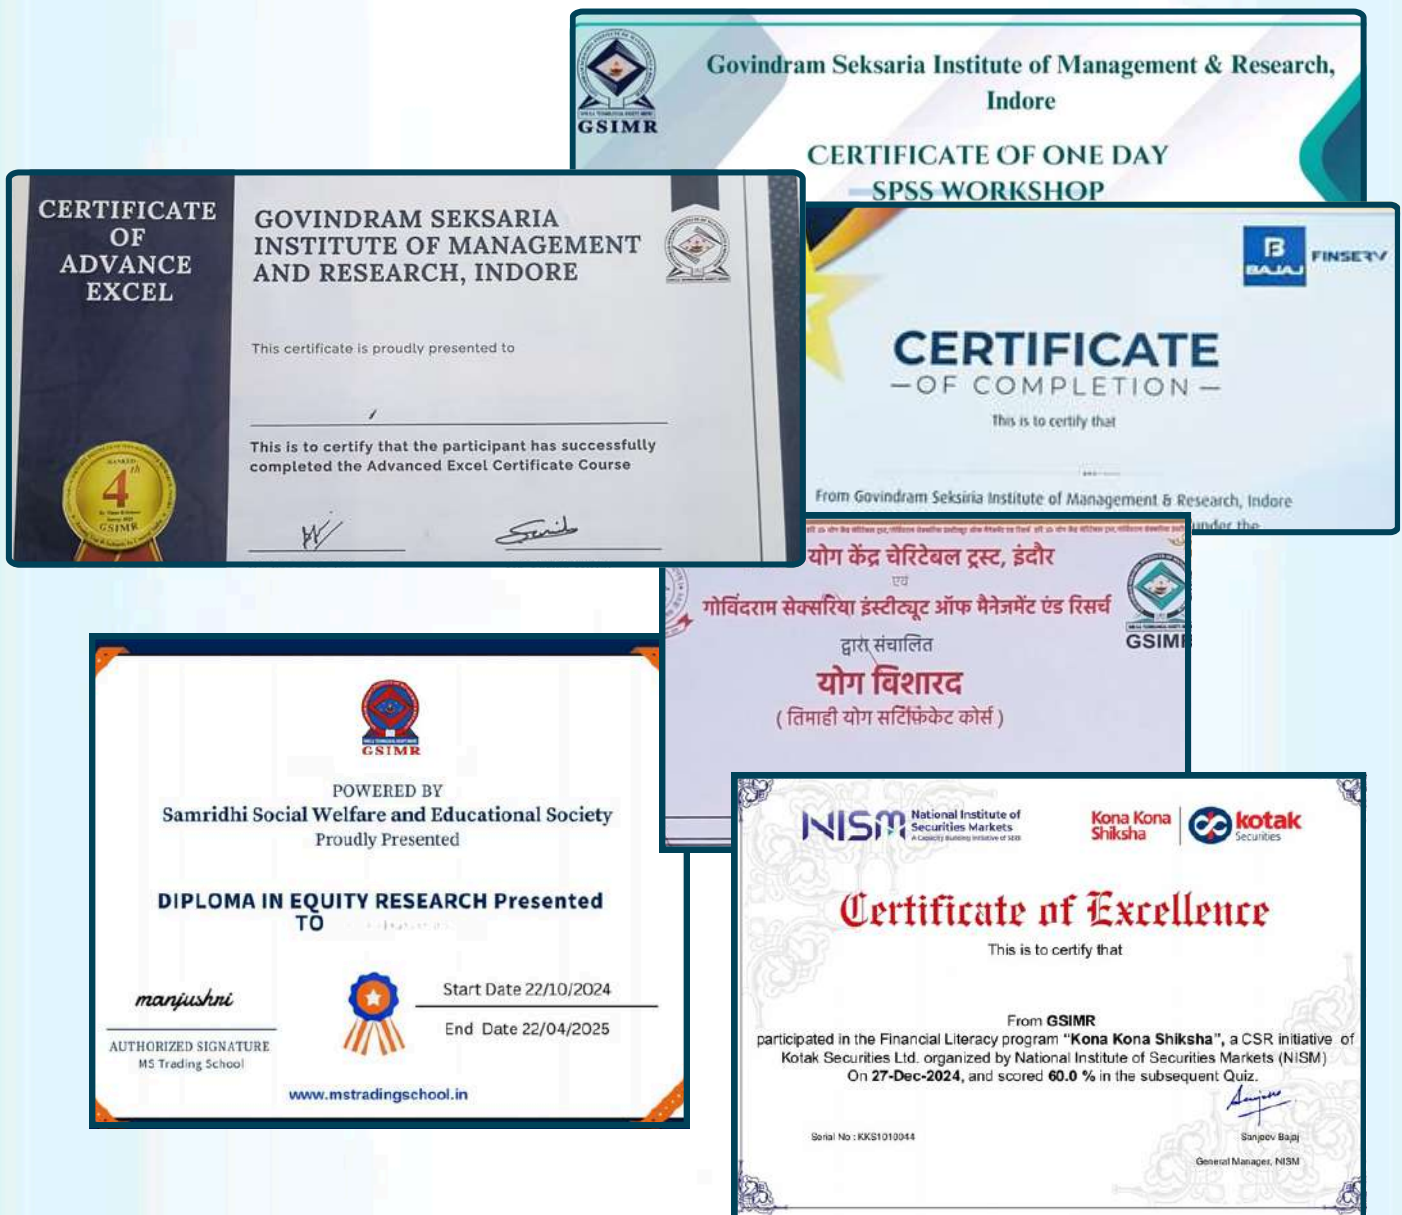 Govindram Seksaria Institute of Management & Research,
Indore
GSIMR
CERTIFICATE OF ONE DAY
SPSS WORKSHOP
CERTIFICATE
OF
ADVANCE
EXCEL
GOVINDRAM SEKSARIA
INSTITUTE OF MANAGEMENT
AND RESEARCH, INDORE
This certificate is proudly presented to
This is to certify that the participant has successfully
completed the Advanced Excel Certificate Course
RANKED
4th
GSIMR
BAJAJ FINSERV
CERTIFICATE
OF COMPLETION
This is to certify that
From Govindram Seksiria Institute of Management & Research, Indore
under the
योग केंद्र चेरिटेबल ट्रस्ट, इंदौर
एवं
गोविंदराम सेक्सरिया इंस्टीट्यूट ऑफ मैनेजमेंट एंड रिसर्च
GSIM
द्वारा संचालित
योग विशारद
( तिमाही योग सर्टिफिकेट कोर्स )
GSIMR
POWERED BY
Samridhi Social Welfare and Educational Society
Proudly Presented
DIPLOMA IN EQUITY RESEARCH Presented
TO
manjushri
AUTHORIZED SIGNATURE
MS Trading School
Start Date 22/10/2024
End Date 22/04/2025
www.mstradingschool.in
NISM National Institute of
Securities Markets
A Capacity Building Initiative of SEBI
Kona Kona
Shiksha
kotak
Securities
Certificate of Excellence
This is to certify that
From GSIMR
participated in the Financial Literacy program "Kona Kona Shiksha", a CSR initiative of
Kotak Securities Ltd. organized by National Institute of Securities Markets (NISM)
On 27-Dec-2024, and scored 60.0 % in the subsequent Quiz.
Serial No : KKS1010044
Sanjeev Bajaj
General Manager, NISM